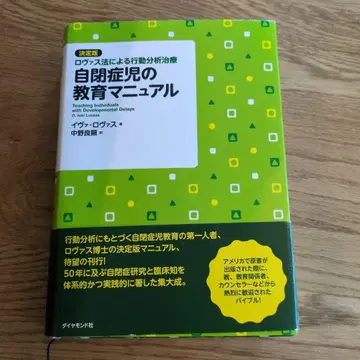 決定版
ロヴァス法による行動分析治療
自閉症児の
教育マニュアル
Teaching Individuals
with Developmental Delays
O. Ivar Lovaas
イヴァ・ロヴァス 著
中野良顯 訳
行動分析にもとづく自閉症児教育の第一人者、
ロヴァス博士の決定版マニュアル、
待望の刊行!
50年に及ぶ自閉症研究と臨床知を
体系的かつ実践的に著した集大成。
アメリカで原書が
出版された際に、
親、教育関係者、
カウンセラーなどから
熱烈に歓迎された
バイブル!
ダイヤモンド社